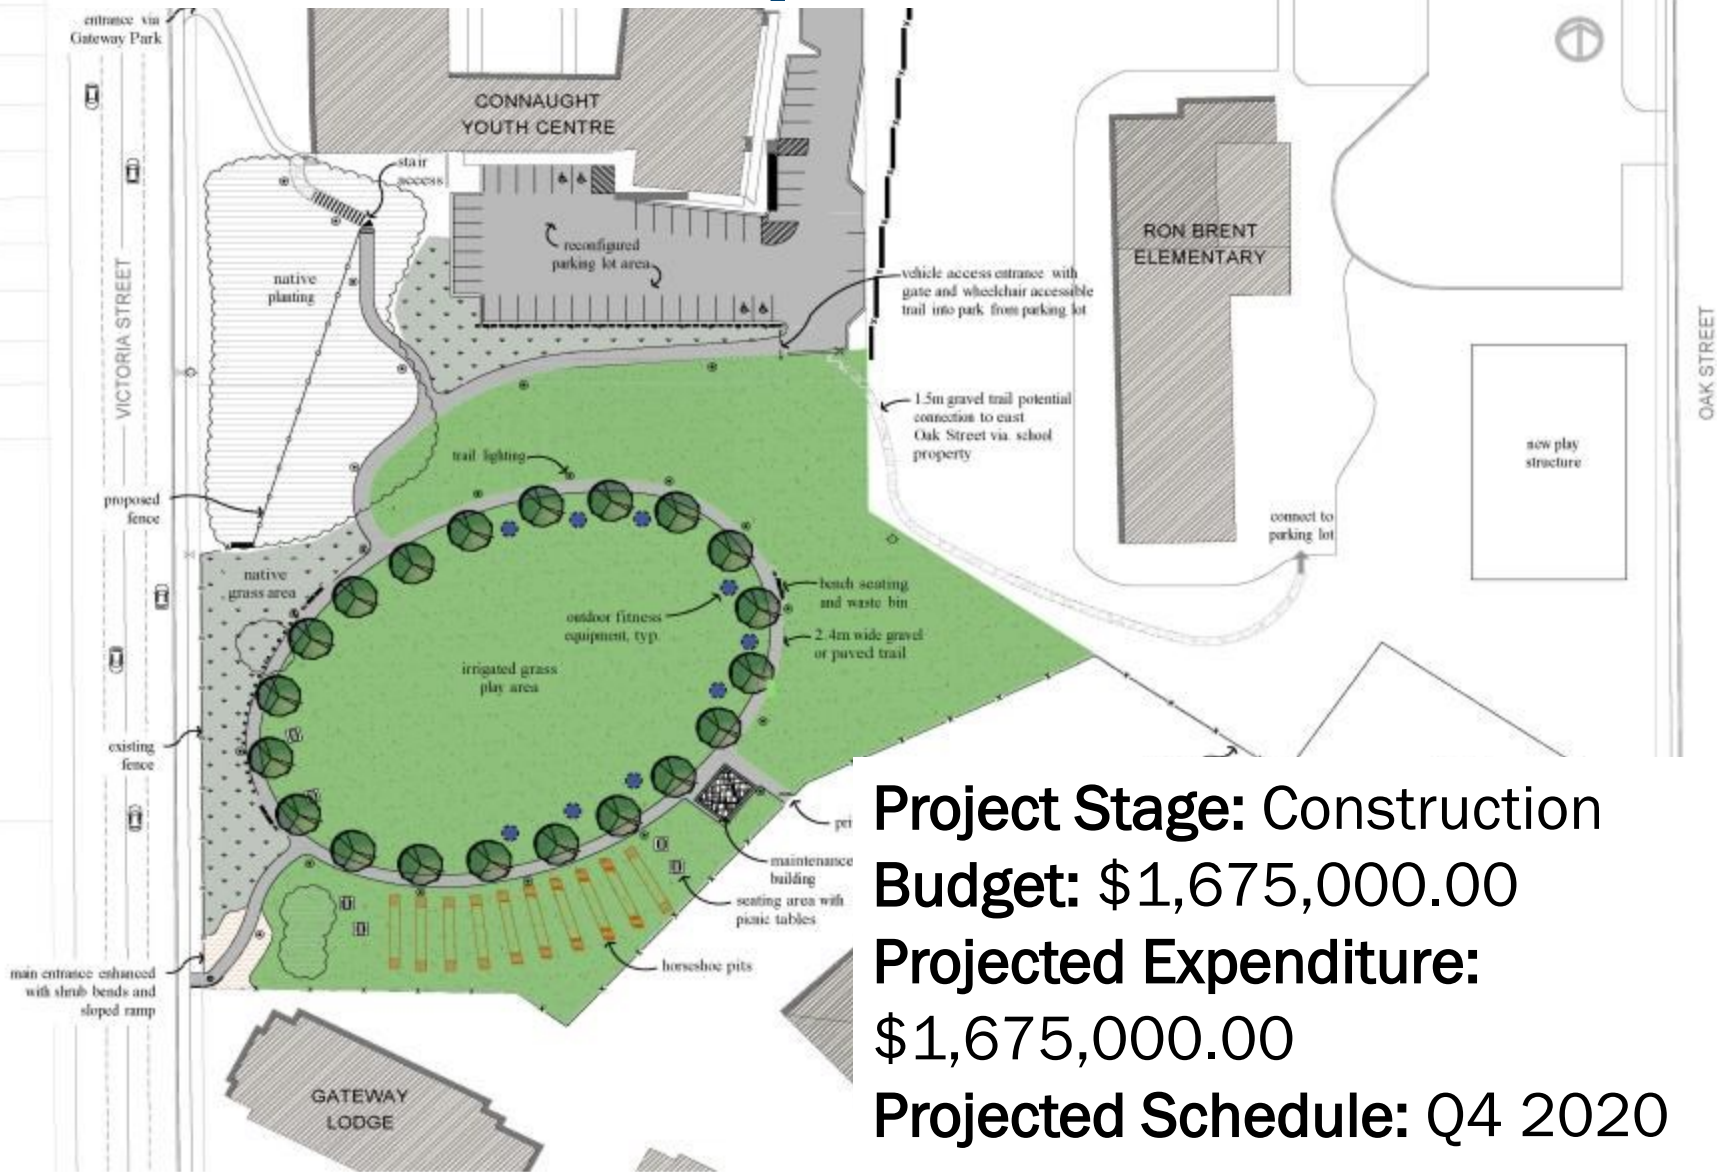 entrance via
Gateway Park
CONNAUGHT
YOUTH CENTRE
stair
access
reconfigured
parking lot area
native
planting
VICTORIA STREET
vehicle access entrance with
gate and wheelchair accessible
trail into park from parking lot
RON BRENT
ELEMENTARY
OAK STREET
1.5m gravel trail potential
connection to east
Oak Street via. school
property
new play
structure
trail lighting
proposed
fence
connect to
parking lot
native
grass area
bench seating
and waste bin
outdoor fitness
equipment, typ.
2.4m wide gravel
or paved trail
irrigated grass
play area
existing
fence
pri
maintenance
building
seating area with
picnic tables
horseshoe pits
main entrance enhanced
with shrub bends and
sloped ramp
GATEWAY
LODGE
Project Stage: Construction
Budget: $1,675,000.00
Projected Expenditure:
$1,675,000.00
Projected Schedule: Q4 2020